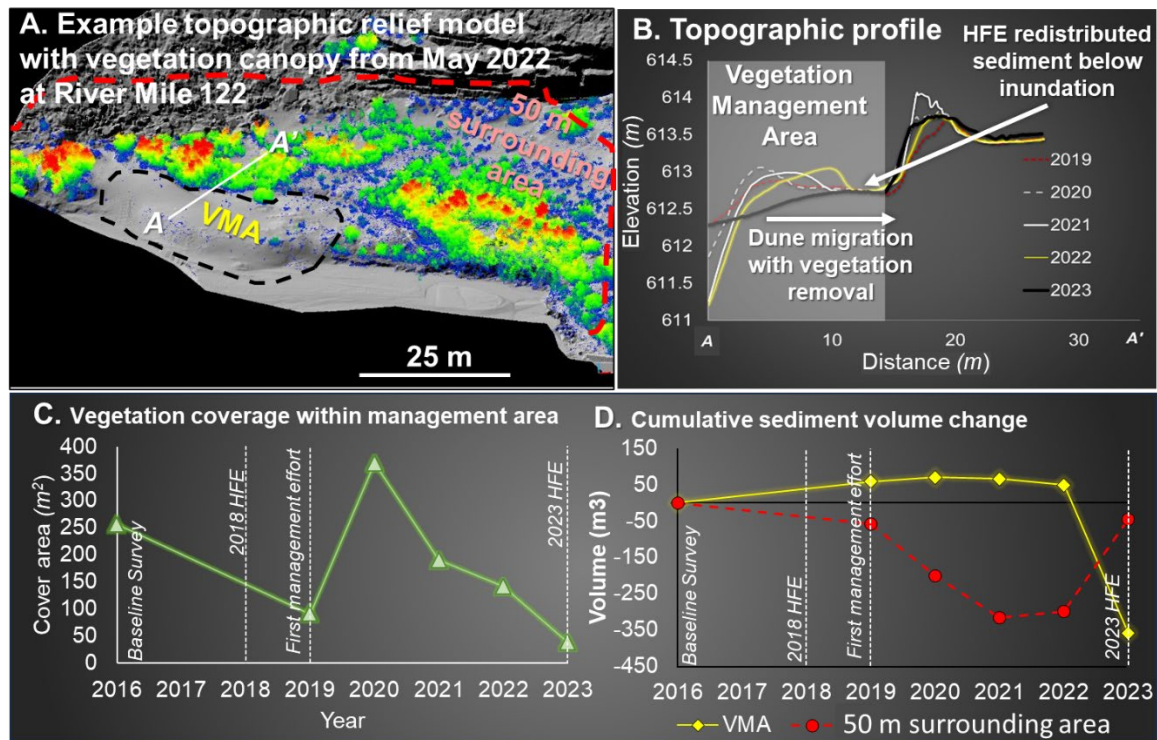 A. Example topographic relief model
with vegetation canopy from May 2022
at River Mile 122
50 m
surrounding
area
A'
A
VMA
25 m
B. Topographic profile
HFE redistributed
sediment below
inundation
Vegetation
Management
Area
Elevation (m)
614.5
614
613.5
613
612.5
612
611.5
611
2019
2020
2021
2022
2023
Dune migration
with vegetation
removal
A
10
20
30
A'
Distance (m)
C. Vegetation coverage within management area
Cover area (m²)
400
350
300
250
200
150
100
50
0
Baseline Survey
2018 HFE
First management effort
2023 HFE
2016 2017 2018 2019 2020 2021 2022 2023
Year
D. Cumulative sediment volume change
Volume (m3)
150
50
-50
-150
-250
-350
-450
Baseline Survey
2018 HFE
First management effort
2023 HFE
2016 2017 2018 2019 2020 2021 2022 2023
VMA
50 m surrounding area